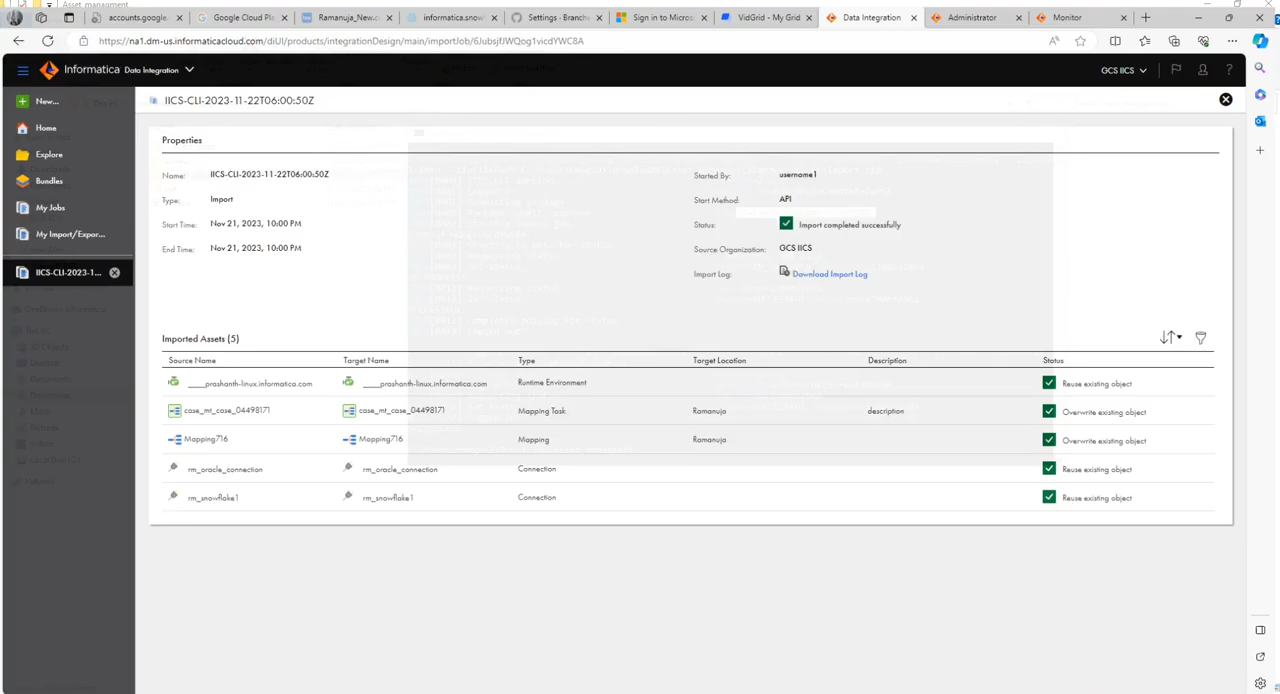 Asset managment
accounts.google.
Google Cloud Pla
Ramanuja_New.c
informatica.snow
Settings · Branche
Sign in to Micros
VidGrid - My Grid
Data Integration
Administrator
Monitor
https://na1.dm-us.informaticacloud.com/diUI/products/integrationDesign/main/importJob/6JubsjfJWQog1vicdYWC8A
Informatica Data Integration
GCS IICS
New...
IICS-CLI-2023-11-22T06:00:50Z
Home
Properties
Explore
Name: IICS-CLI-2023-11-22T06:00:50Z
Started By: username1
Bundles
Type: Import
Start Method: API
My Jobs
Start Time: Nov 21, 2023, 10:00 PM
Status: Import completed successfully
My Import/Expor...
End Time: Nov 21, 2023, 10:00 PM
Source Organization: GCS IICS
IICS-CLI-2023-1...
Import Log: Download Import Log
Imported Assets (5)
Source Name Target Name Type Target Location Description Status
____prashanth-linux.informatica.com ____prashanth-linux.informatica.com Runtime Environment Reuse existing object
case_mt_case_04498171 case_mt_case_04498171 Mapping Task Ramanuja description Overwrite existing object
Mapping716 Mapping716 Mapping Ramanuja Overwrite existing object
rm_oracle_connection rm_oracle_connection Connection Reuse existing object
rm_snowflake1 rm_snowflake1 Connection Reuse existing object